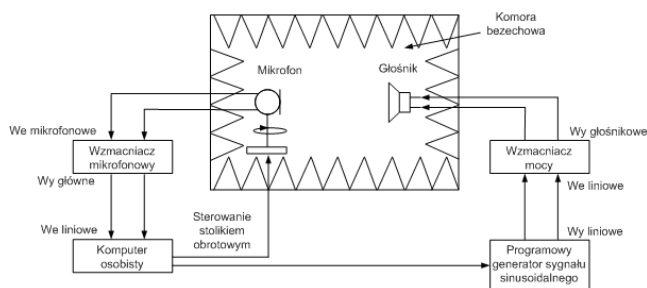 Komora
bezechowa
Mikrofon
Głośnik
We mikrofonowe
Wzmacniacz
mikrofonowy
Wy główne
We liniowe
Komputer
osobisty
Sterowanie
stolikiem
obrotowym
Wy głośnikowe
Wzmacniacz
mocy
We liniowe
Wy liniowe
Programowy
generator sygnału
sinusoidalnego